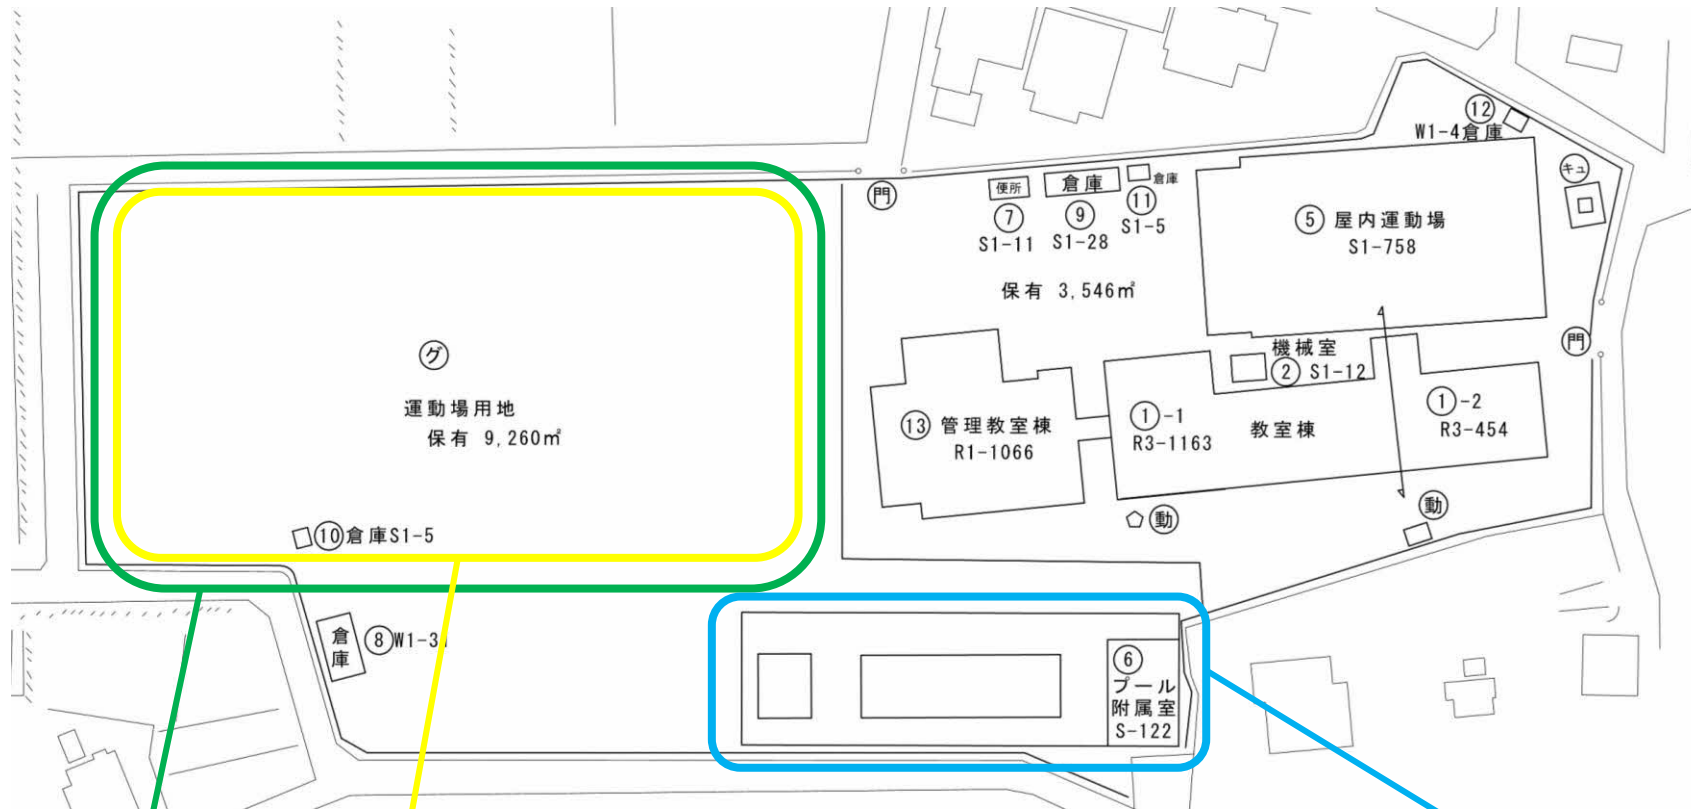 ⑫
W1-4倉庫
キュ
門
便所
倉庫
倉庫
⑦
⑨
⑪
S1-11
S1-28
S1-5
⑤ 屋内運動場
S1-758
保有 3,546㎡
門
機械室
② S1-12
グ
運動場用地
保有 9,260㎡
⑬ 管理教室棟
R1-1066
①-1
R3-1163
教室棟
①-2
R3-454
動
動
⑩倉庫S1-5
倉庫
⑧W1-3
⑥
プール
附属室
S-122